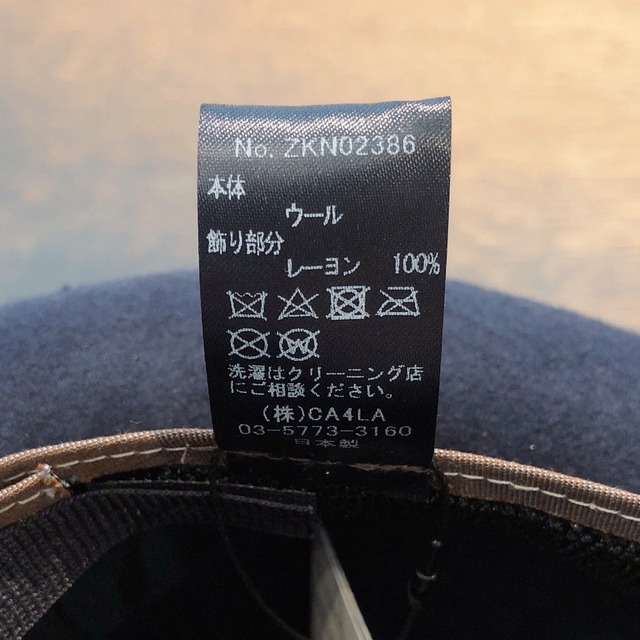 No. ZKN02386
本体
ウール
飾り部分
レーヨン 100%
洗濯はクリーニング店
にご相談ください。
(株)CA4LA
03-5773-3160
日本製